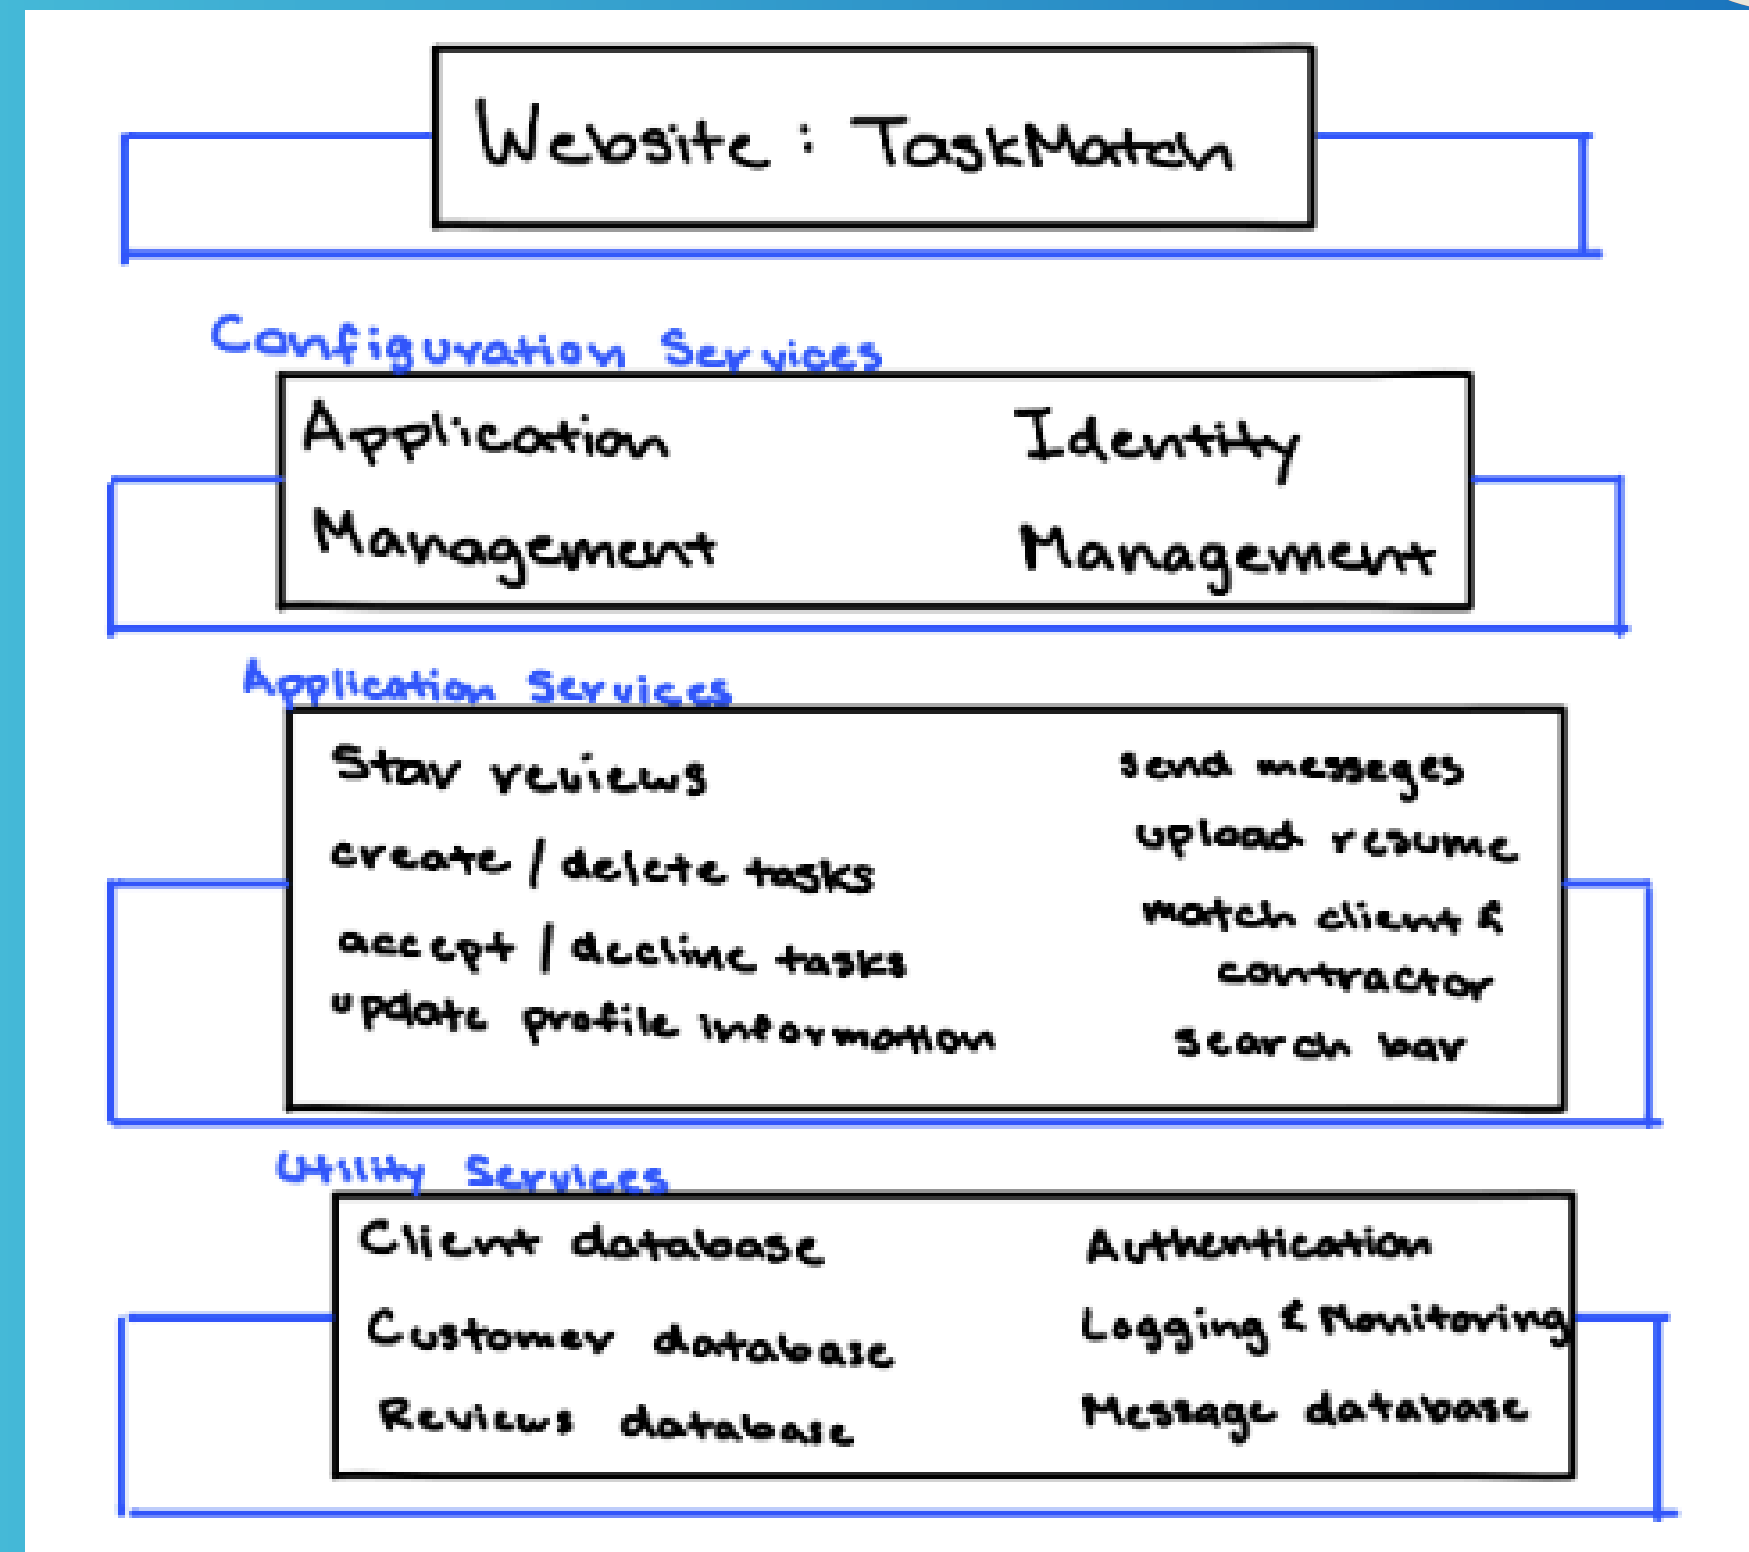 Website : TaskMatch
Configuration Services
Application
Management
Identity
Management
Application Services
Star reviews
create / delete tasks
accept / decline tasks
update profile information
send messeges
upload resume
match client &
contractor
search bar
Utility Services
Client database
Customer database
Reviews database
Authentication
Logging & Monitoring
Message database